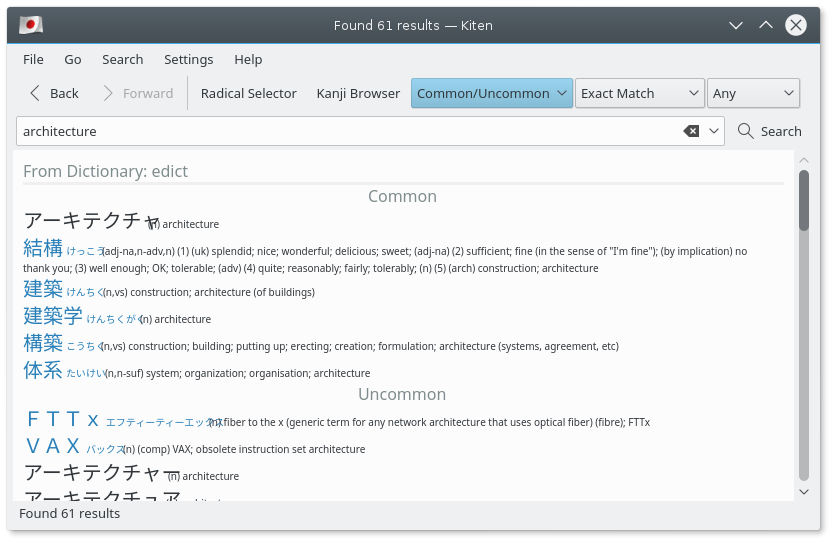 Found 61 results — Kiten
File Go Search Settings Help
Back Forward Radical Selector Kanji Browser Common/Uncommon Exact Match Any
architecture Search
From Dictionary: edict
Common
アーキテクチャ (n) architecture
結構 けっこう (adj-na,n-adv,n) (1) (uk) splendid; nice; wonderful; delicious; sweet; (adj-na) (2) sufficient; fine (in the sense of "I'm fine"); (by implication) no
thank you; (3) well enough; OK; tolerable; (adv) (4) quite; reasonably; fairly; tolerably; (n) (5) (arch) construction; architecture
建築 けんちく (n,vs) construction; architecture (of buildings)
建築学 けんちくがく (n) architecture
構築 こうちく (n,vs) construction; building; putting up; erecting; creation; formulation; architecture (systems, agreement, etc)
体系 たいけい (n,n-suf) system; organization; organisation; architecture
Uncommon
ＦＴＴｘ エフティーティーエックス (n) fiber to the x (generic term for any network architecture that uses optical fiber) (fibre); FTTx
ＶＡＸ バックス (n) (comp) VAX; obsolete instruction set architecture
アーキテクチャー (n) architecture
アーキテクチュア
Found 61 results